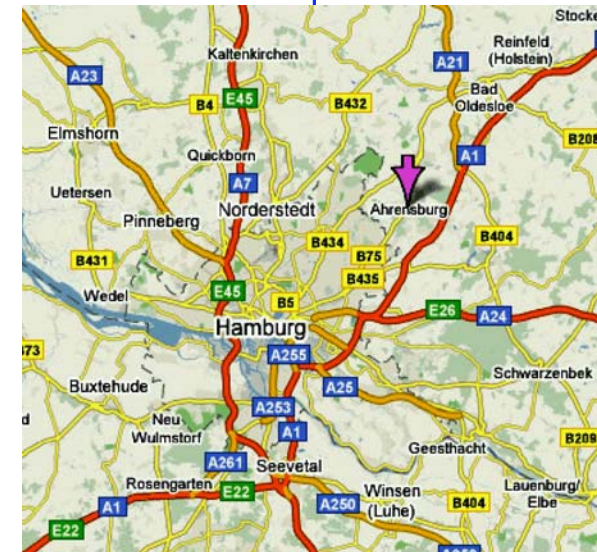 Stocke
Reinfeld
(Holstein)
Kaltenkirchen
A23
A21
Bad
Oldesloe
E45
B4
B432
Elmshorn
B208
Quickborn
A1
A7
Uetersen
Norderstedt
Ahrensburg
Pinneberg
B434
B404
B75
B431
B435
Wedel
E45
B5
E26
A24
Hamburg
A255
73
Schwarzenbek
Buxtehude
A25
A253
Neu
Wulmstorf
A1
B209
Geesthacht
A261
Seevetal
Rosengarten
E22
Winsen
(Luhe)
Lauenburg/
Elbe
A1
A250
B404
E22